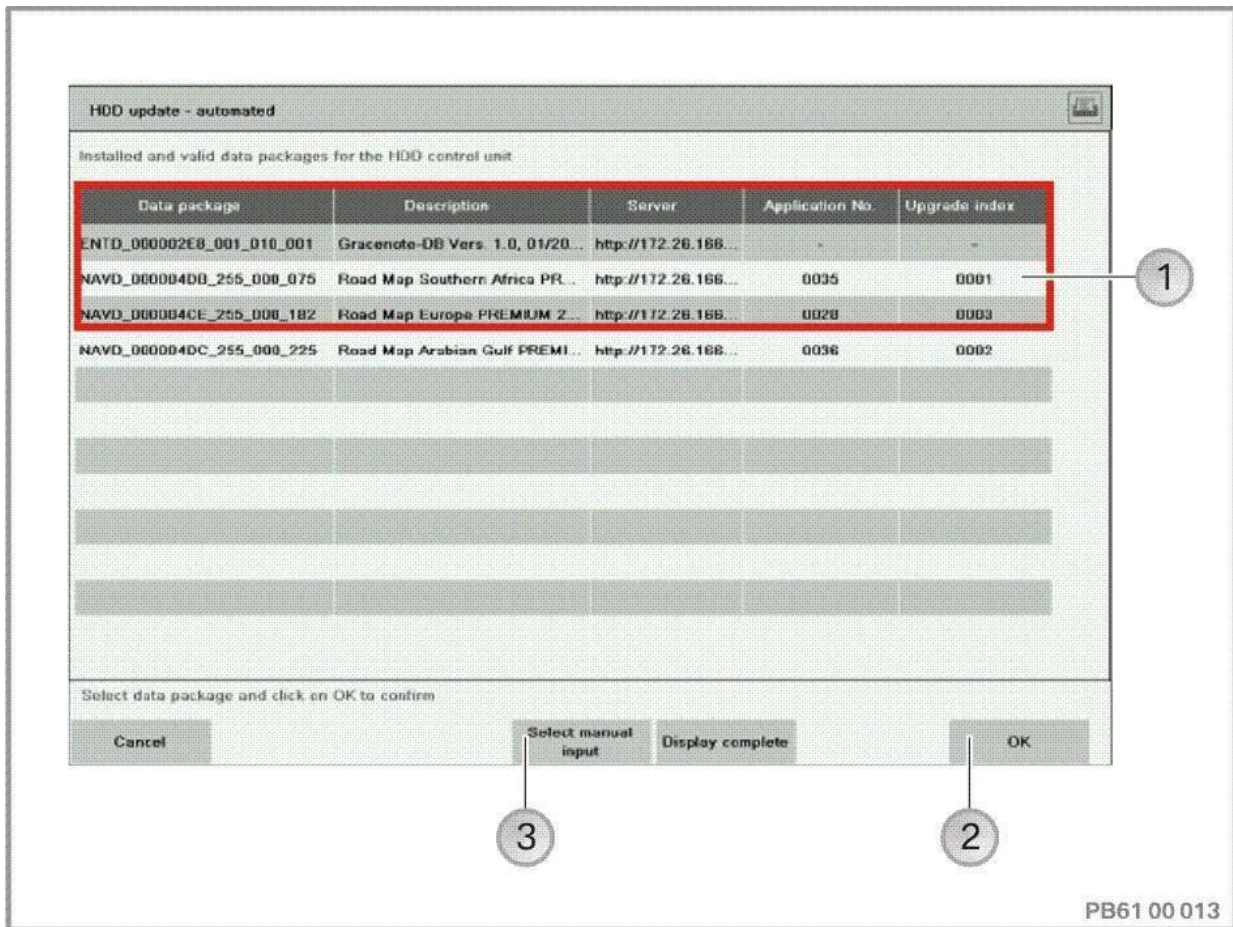 HDD update - automated
Installed and valid data packages for the HDD control unit
Data package Description Server Application No. Upgrade index
ENTD_000002E8_001_010_001 Gracenote-DB Vers. 1.0, 01/20... http://172.26.166... - -
NAVD_000004DB_255_000_075 Road Map Southern Africa PR... http://172.26.166... 0035 0001
NAVD_000004CE_255_000_182 Road Map Europe PREMIUM 2... http://172.26.166... 0028 0003
NAVD_000004DC_255_000_225 Road Map Arabian Gulf PREMI... http://172.26.166... 0036 0002
Select data package and click on OK to confirm
Cancel Select manual input Display complete OK
1
3 2
PB61 00 013